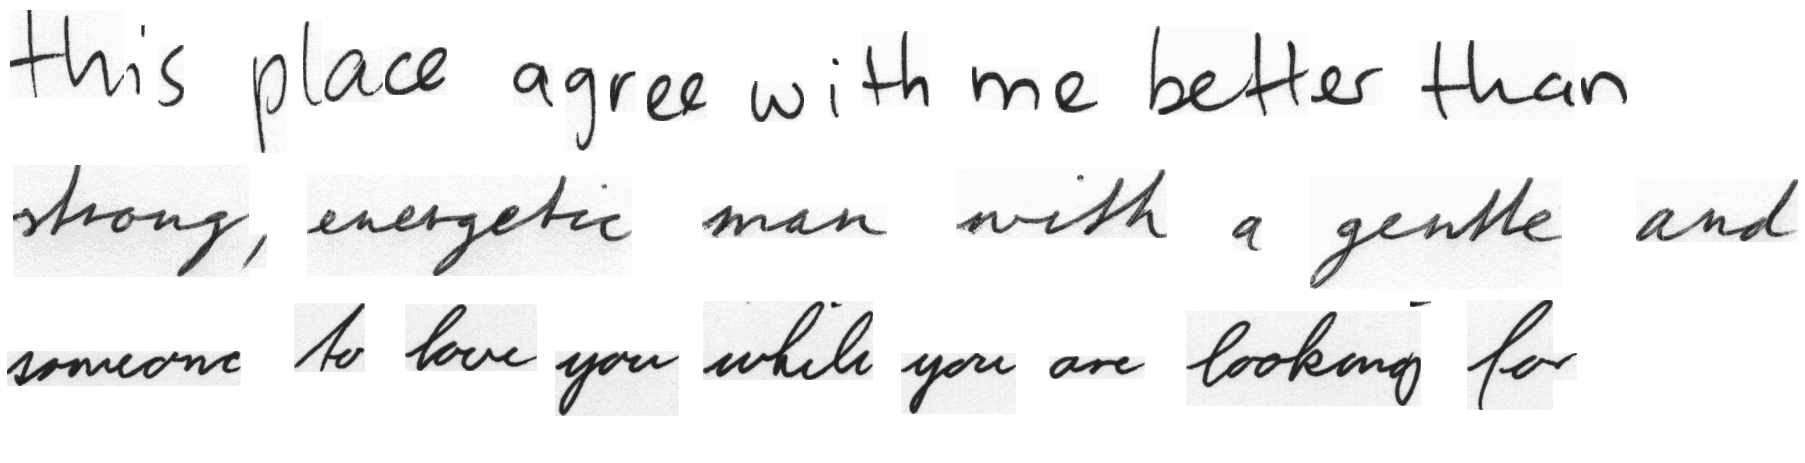 this place agree with me better than
strong, energetic man with a gentle and
someone to love you while you are looking for